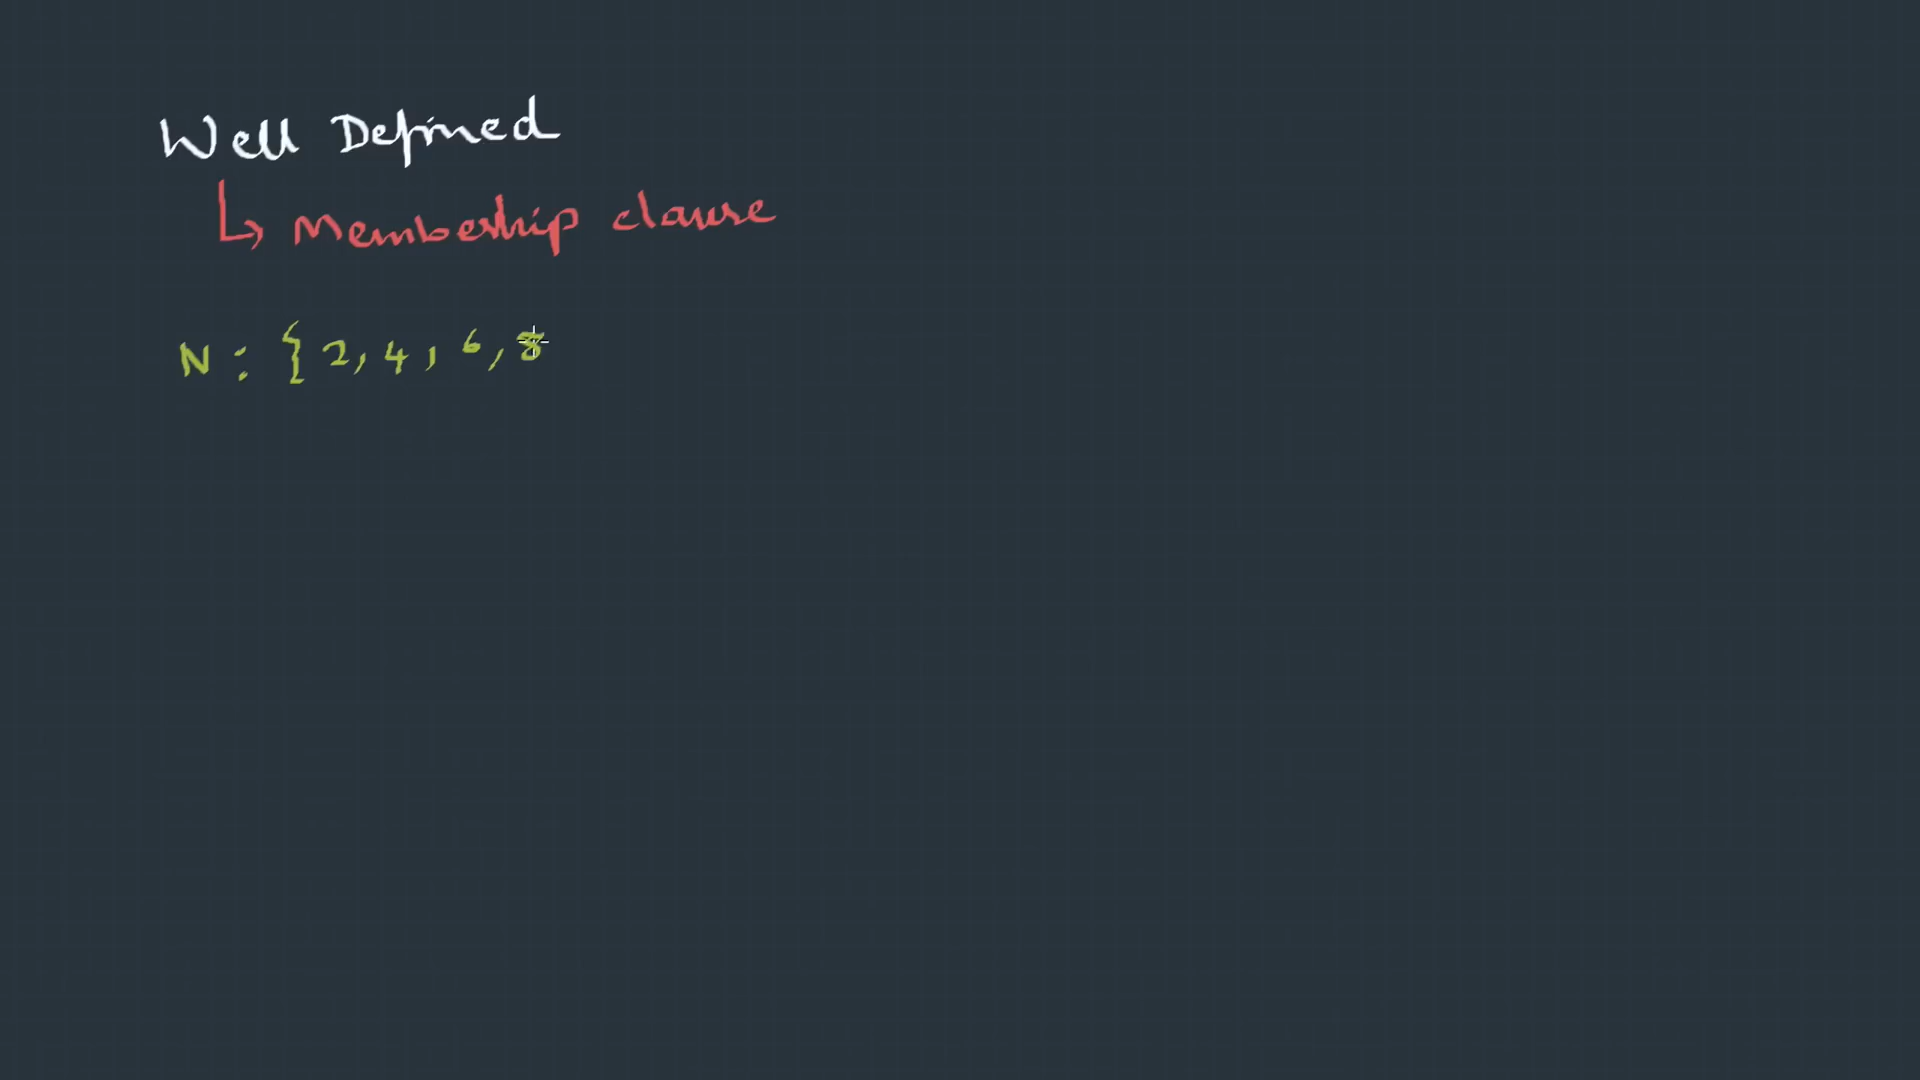 Well Defined
↳ Membership clause
N : { 2, 4, 6, 8